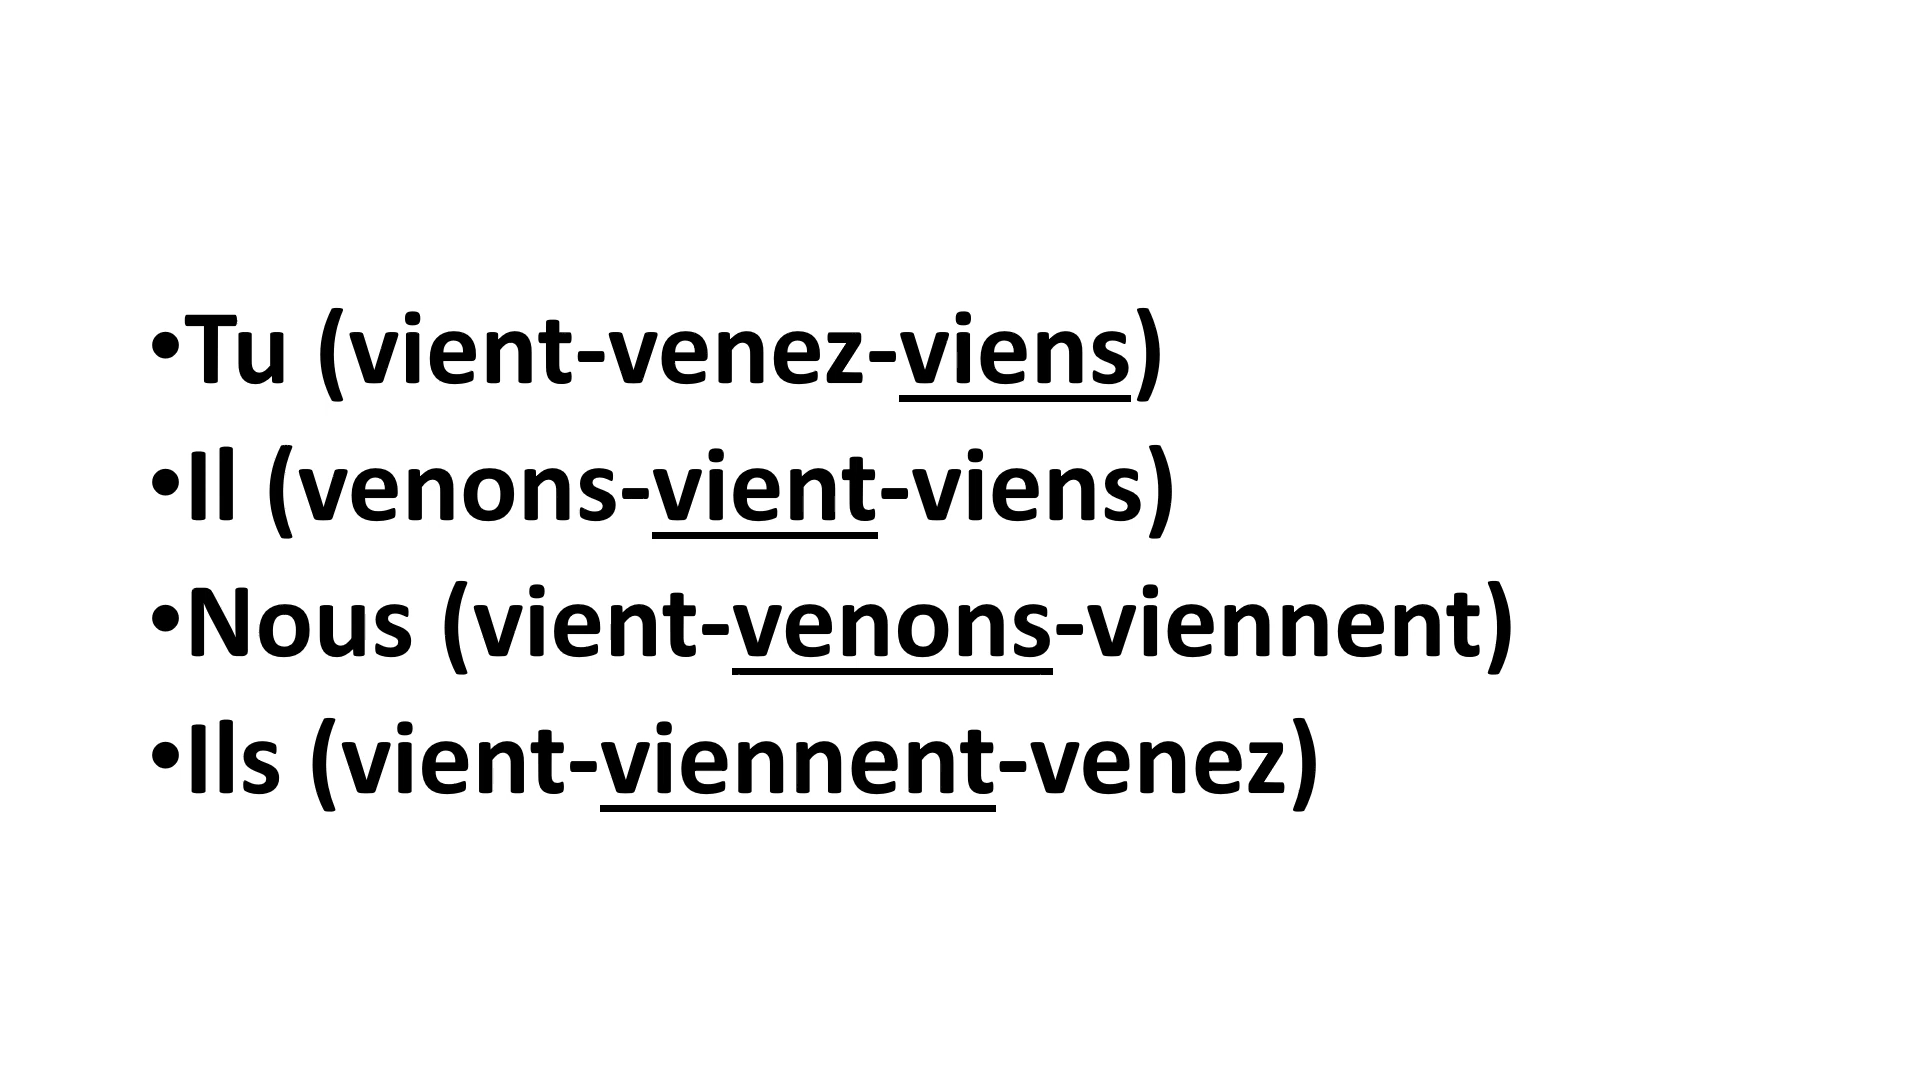 •Tu (vient-venez-viens)
•Il (venons-vient-viens)
•Nous (vient-venons-viennent)
•Ils (vient-viennent-venez)